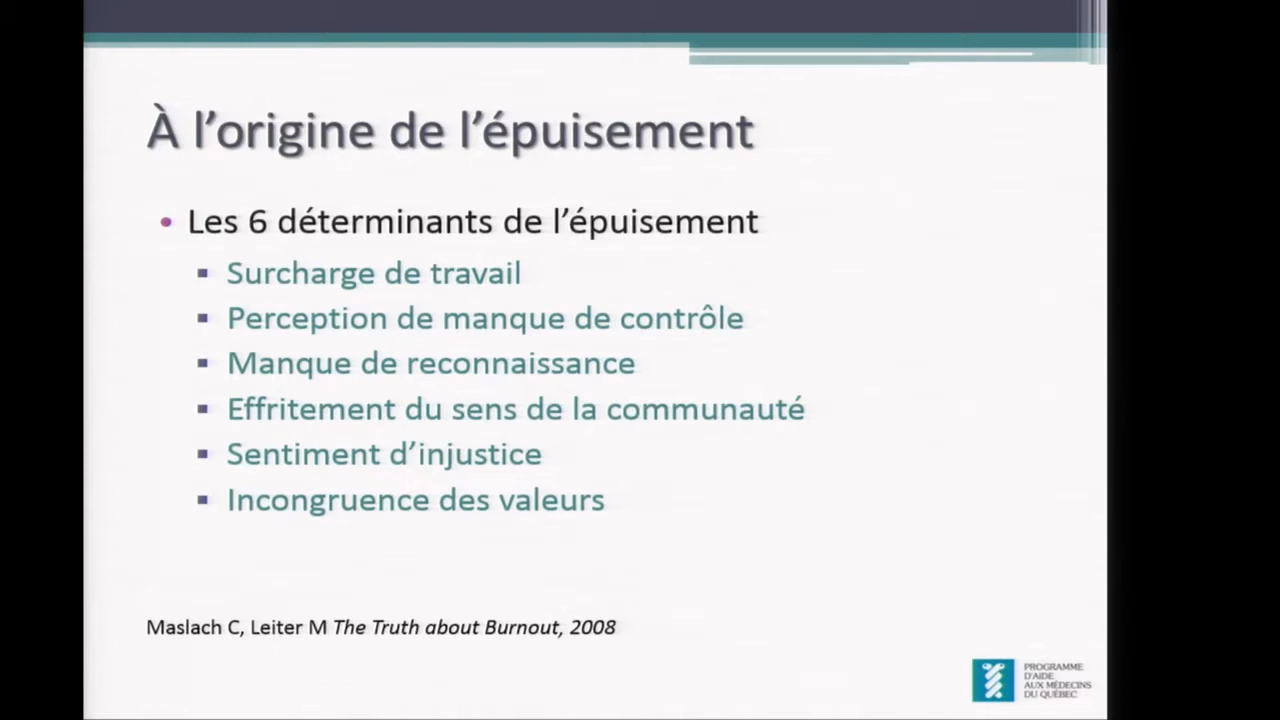 À l’origine de l’épuisement
• Les 6 déterminants de l’épuisement
▪ Surcharge de travail
▪ Perception de manque de contrôle
▪ Manque de reconnaissance
▪ Effritement du sens de la communauté
▪ Sentiment d’injustice
▪ Incongruence des valeurs
Maslach C, Leiter M The Truth about Burnout, 2008
PROGRAMME
D’AIDE
AUX MÉDECINS
DU QUÉBEC